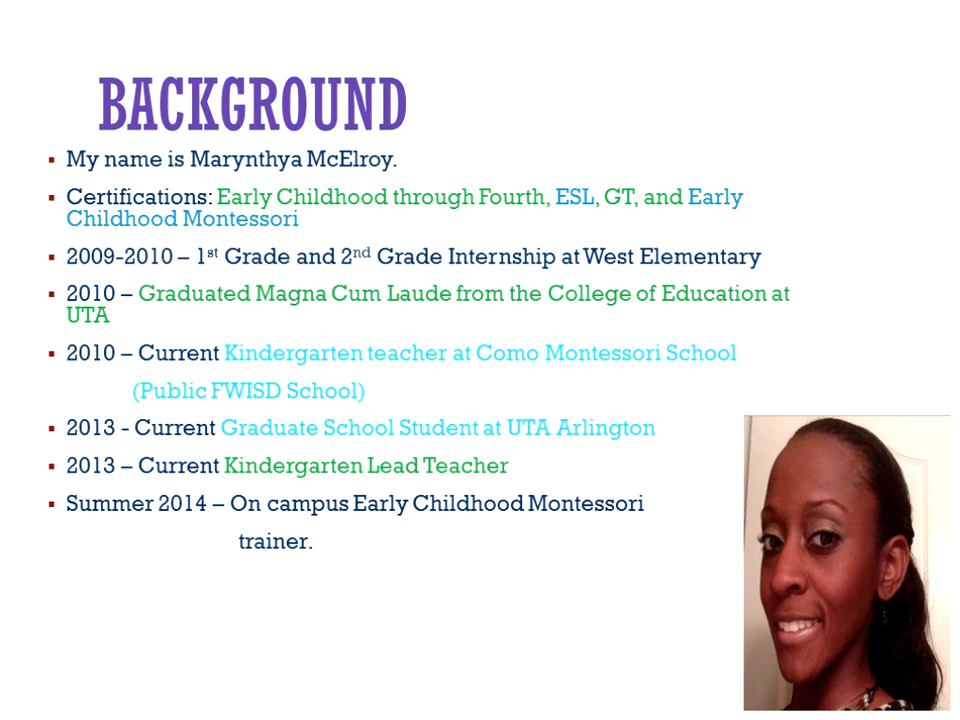 BACKGROUND
▪ My name is Marynthya McElroy.
▪ Certifications: Early Childhood through Fourth, ESL, GT, and Early
Childhood Montessori
▪ 2009-2010 – 1st Grade and 2nd Grade Internship at West Elementary
▪ 2010 – Graduated Magna Cum Laude from the College of Education at
UTA
▪ 2010 – Current Kindergarten teacher at Como Montessori School
(Public FWISD School)
▪ 2013 - Current Graduate School Student at UTA Arlington
▪ 2013 – Current Kindergarten Lead Teacher
▪ Summer 2014 – On campus Early Childhood Montessori
trainer.